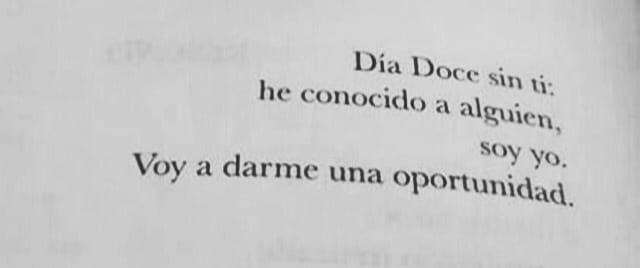 Día Doce sin ti:
he conocido a alguien,
soy yo.
Voy a darme una oportunidad.